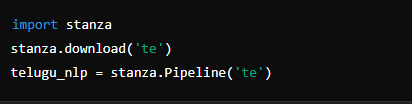 import stanza
stanza.download('te')
telugu_nlp = stanza.Pipeline('te')